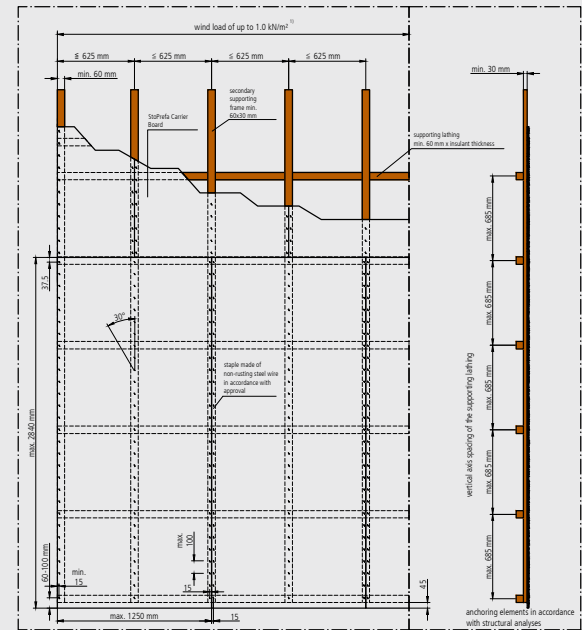 wind load of up to 1.0 kN/m² ¹⁾
≦ 625 mm
≤ 625 mm
≤ 625 mm
≤ 625 mm
min. 60 mm
min. 30 mm
StoPrefa Carrier
Board
secondary
supporting
frame min.
60x30 mm
supporting lathing
min. 60 mm x insulant thickness
max. 685 mm
max. 685 mm
max. 685 mm
max. 685 mm
max. 685 mm
vertical axis spacing of the supporting lathing
37.5
30°
staple made of
non-rusting steel wire
in accordance with
approval
max. 2840 mm
60-100 mm
min.
15
max.
100
15
15
max. 1250 mm
45
anchoring elements in accordance
with structural analyses